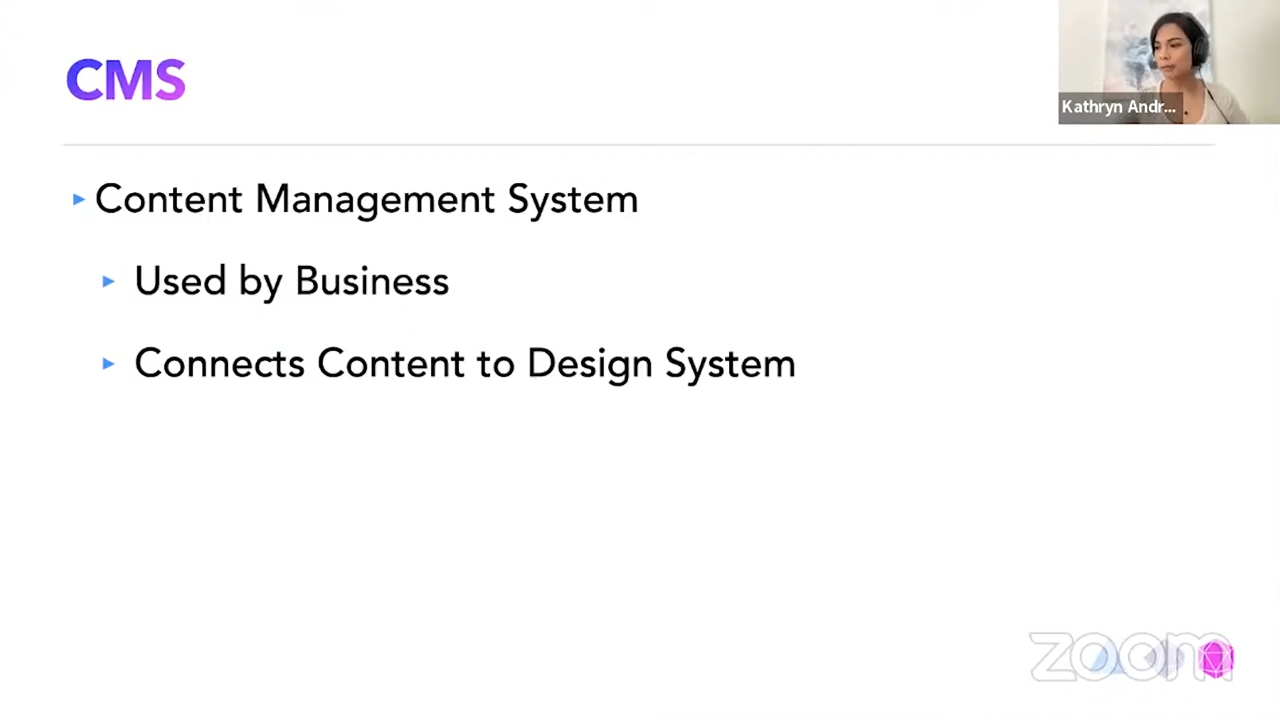 CMS
Kathryn Andr...
Content Management System
Used by Business
Connects Content to Design System
zoom